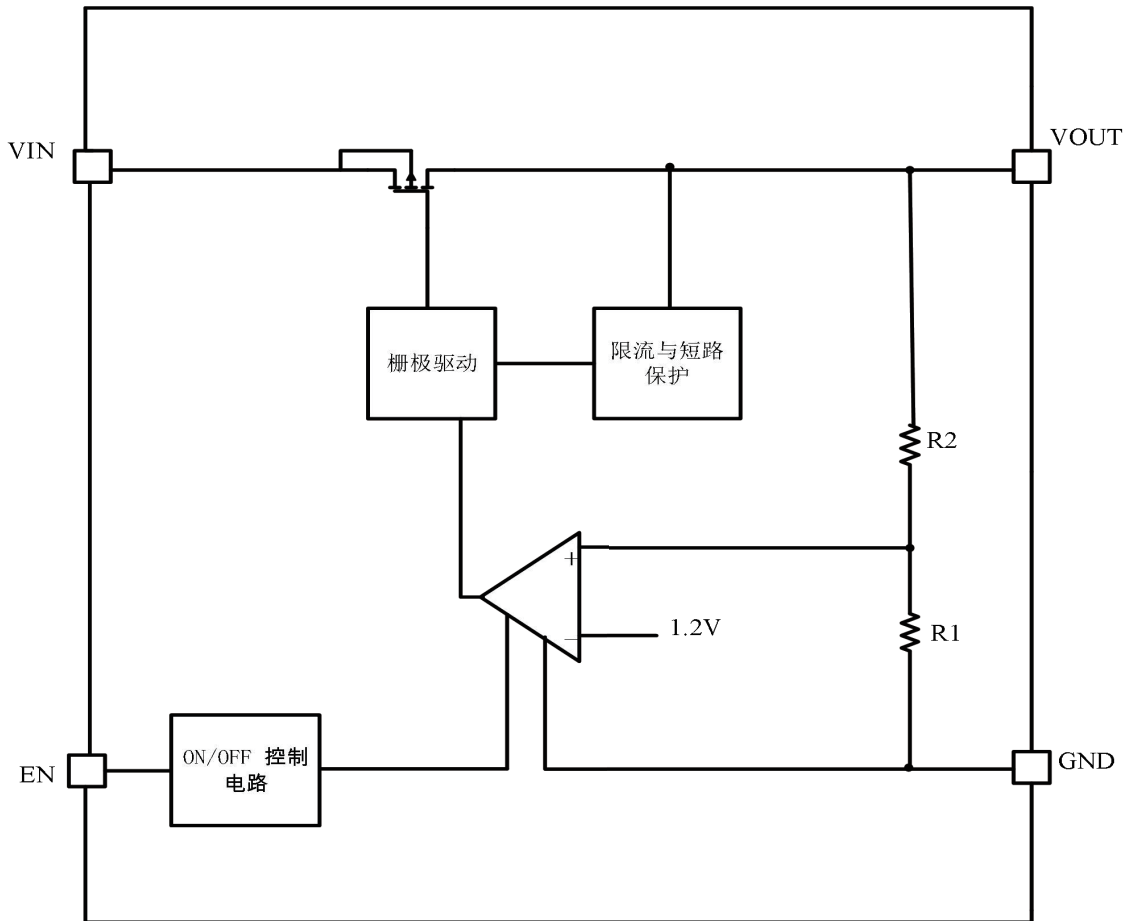 VIN
VOUT
栅极驱动
限流与短路
保护
R2
+
1.2V
−
R1
ON/OFF 控制
电路
EN
GND